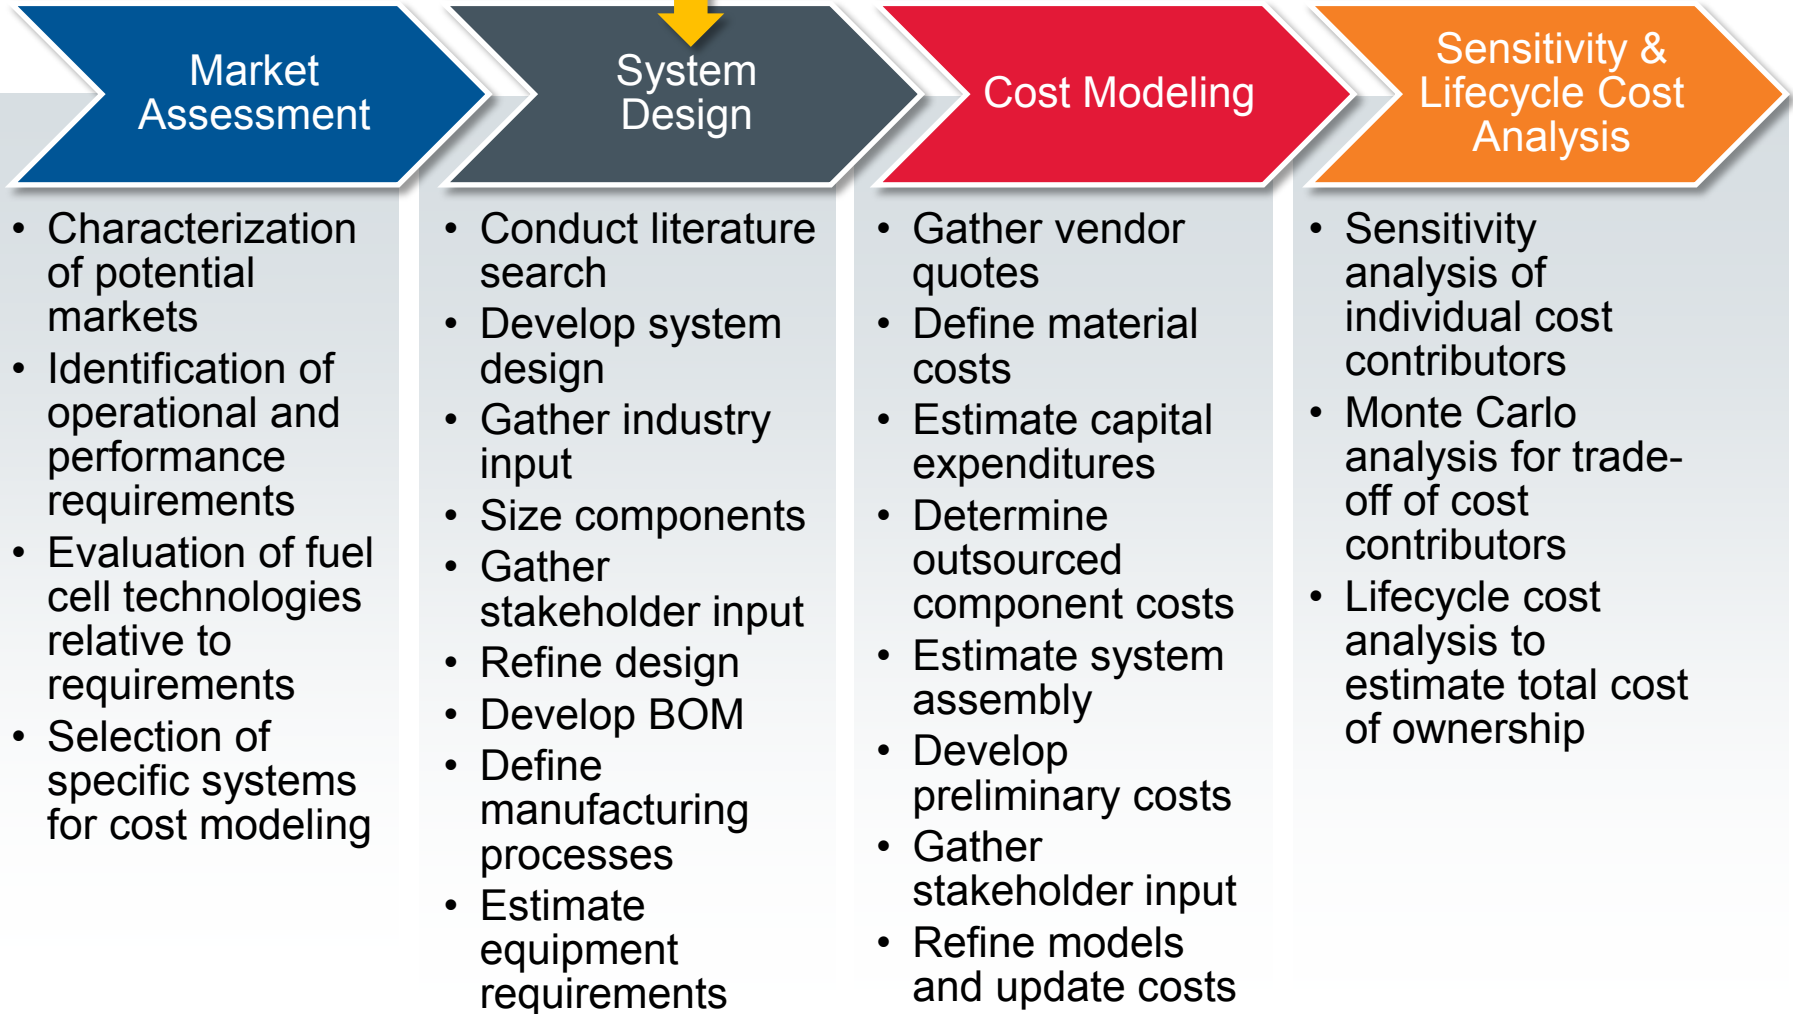 Market
Assessment
• Characterization
of potential
markets
• Identification of
operational and
performance
requirements
• Evaluation of fuel
cell technologies
relative to
requirements
• Selection of
specific systems
for cost modeling
System
Design
• Conduct literature
search
• Develop system
design
• Gather industry
input
• Size components
• Gather
stakeholder input
• Refine design
• Develop BOM
• Define
manufacturing
processes
• Estimate
equipment
requirements
Cost Modeling
• Gather vendor
quotes
• Define material
costs
• Estimate capital
expenditures
• Determine
outsourced
component costs
• Estimate system
assembly
• Develop
preliminary costs
• Gather
stakeholder input
• Refine models
and update costs
Sensitivity &
Lifecycle Cost
Analysis
• Sensitivity
analysis of
individual cost
contributors
• Monte Carlo
analysis for trade-
off of cost
contributors
• Lifecycle cost
analysis to
estimate total cost
of ownership